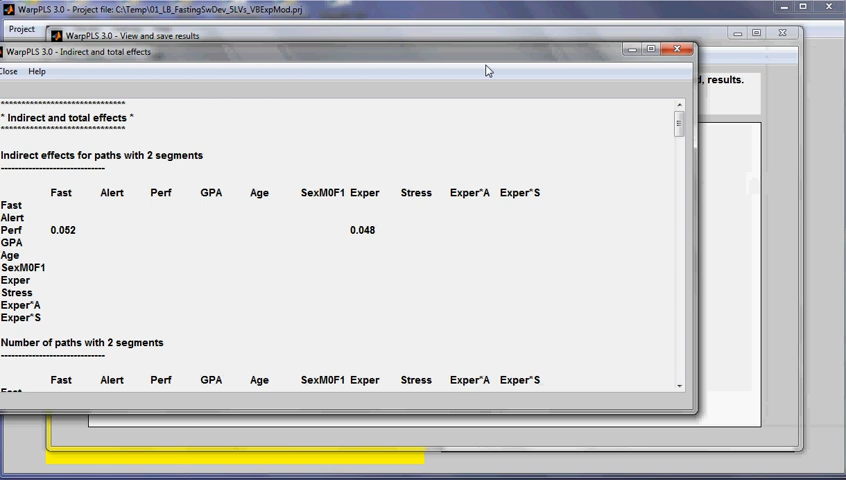 WarpPLS 3.0 - Project file: C:\Temp\01_LB_FastingSwDev_5LVs_VBExpMod.prj
Project
WarpPLS 3.0 - View and save results
WarpPLS 3.0 - Indirect and total effects
Close Help
d, results.
******************************
* Indirect and total effects *
******************************
Indirect effects for paths with 2 segments
------------------------------
Fast Alert Perf GPA Age SexM0F1 Exper Stress Exper*A Exper*S
Fast
Alert
Perf 0.052 0.048
GPA
Age
SexM0F1
Exper
Stress
Exper*A
Exper*S
Number of paths with 2 segments
------------------------------
Fast Alert Perf GPA Age SexM0F1 Exper Stress Exper*A Exper*S
Fast